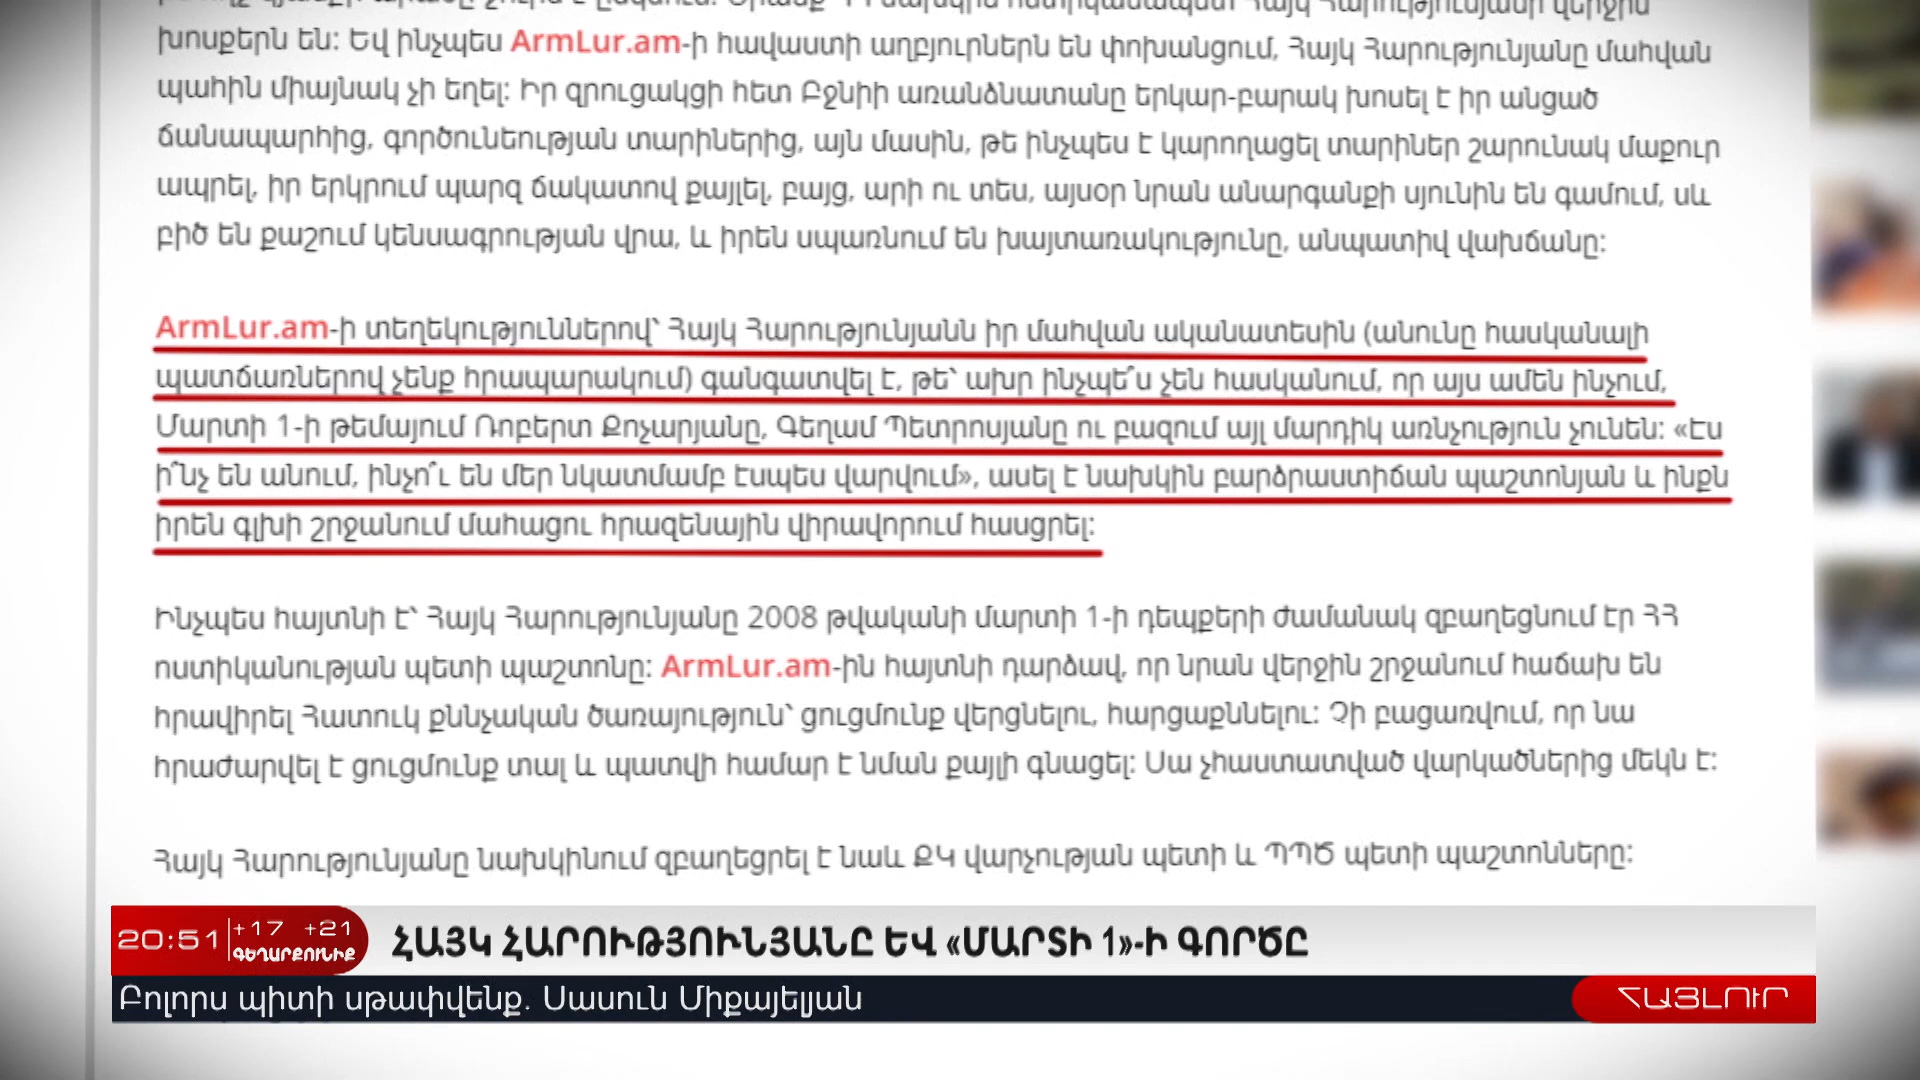 խոսքերն են: Եվ ինչպես ArmLur.am-ի հավաստի աղբյուրներն են փոխանցում, Հայկ Հարությունյանը մահվան
պահին միայնակ չի եղել: Իր զրուցակցի հետ Բջնիի առանձնատանը երկար-բարակ խոսել է իր անցած
ճանապարհից, գործունեության տարիներից, այն մասին, թե ինչպես է կարողացել տարիներ շարունակ մաքուր
ապրել, իր երկրում պարզ ճակատով քայլել, բայց, արի ու տես, այսօր նրան անարգանքի սյունին են գամում, սև
բիծ են քաշում կենսագրության վրա, և իրեն սպառնում են խայտառակությունը, անպատիվ վախճանը:
ArmLur.am-ի տեղեկություններով՝ Հայկ Հարությունյանն իր մահվան ականատեսին (անունը հասկանալի
պատճառներով չենք հրապարակում) գանգատվել է, թե՝ ախր ինչպե՞ս չեն հասկանում, որ այս ամեն ինչում,
Մարտի 1-ի թեմայում Ռոբերտ Քոչարյանը, Գեղամ Պետրոսյանը ու բազում այլ մարդիկ առնչություն չունեն: «Էս
ի՞նչ են անում, ինչո՞ւ են մեր նկատմամբ էսպես վարվում», ասել է նախկին բարձրաստիճան պաշտոնյան և ինքն
իրեն գլխի շրջանում մահացու հրազենային վիրավորում հասցրել:
Ինչպես հայտնի է՝ Հայկ Հարությունյանը 2008 թվականի մարտի 1-ի դեպքերի ժամանակ զբաղեցնում էր ՀՀ
ոստիկանության պետի պաշտոնը: ArmLur.am-ին հայտնի դարձավ, որ նրան վերջին շրջանում հաճախ են
հրավիրել Հատուկ քննչական ծառայություն՝ ցուցմունք վերցնելու, հարցաքննելու: Չի բացառվում, որ նա
հրաժարվել է ցուցմունք տալ և պատվի համար է նման քայլի գնացել: Սա չհաստատված վարկածներից մեկն է:
Հայկ Հարությունյանը նախկինում զբաղեցրել է նաև ՔԿ վարչության պետի և ՊՊԾ պետի պաշտոնները:
20:51 +17 +21
ԳԵՂԱՐՔՈՒՆԻՔ
ՀԱՅԿ ՀԱՐՈՒԹՅՈՒՆՅԱՆԸ ԵՎ «ՄԱՐՏԻ 1»-Ի ԳՈՐԾԸ
Բոլորս պիտի սթափվենք. Սասուն Միքայելյան
ՀԱՅԼՈՒՐ